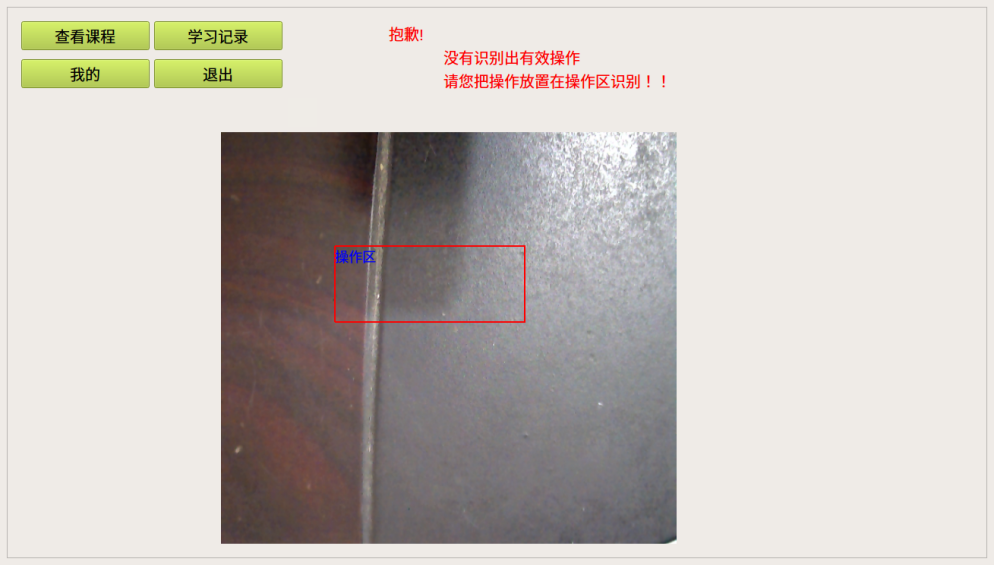 查看课程
学习记录
我的
退出
抱歉!
没有识别出有效操作
请您把操作放置在操作区识别！！
操作区